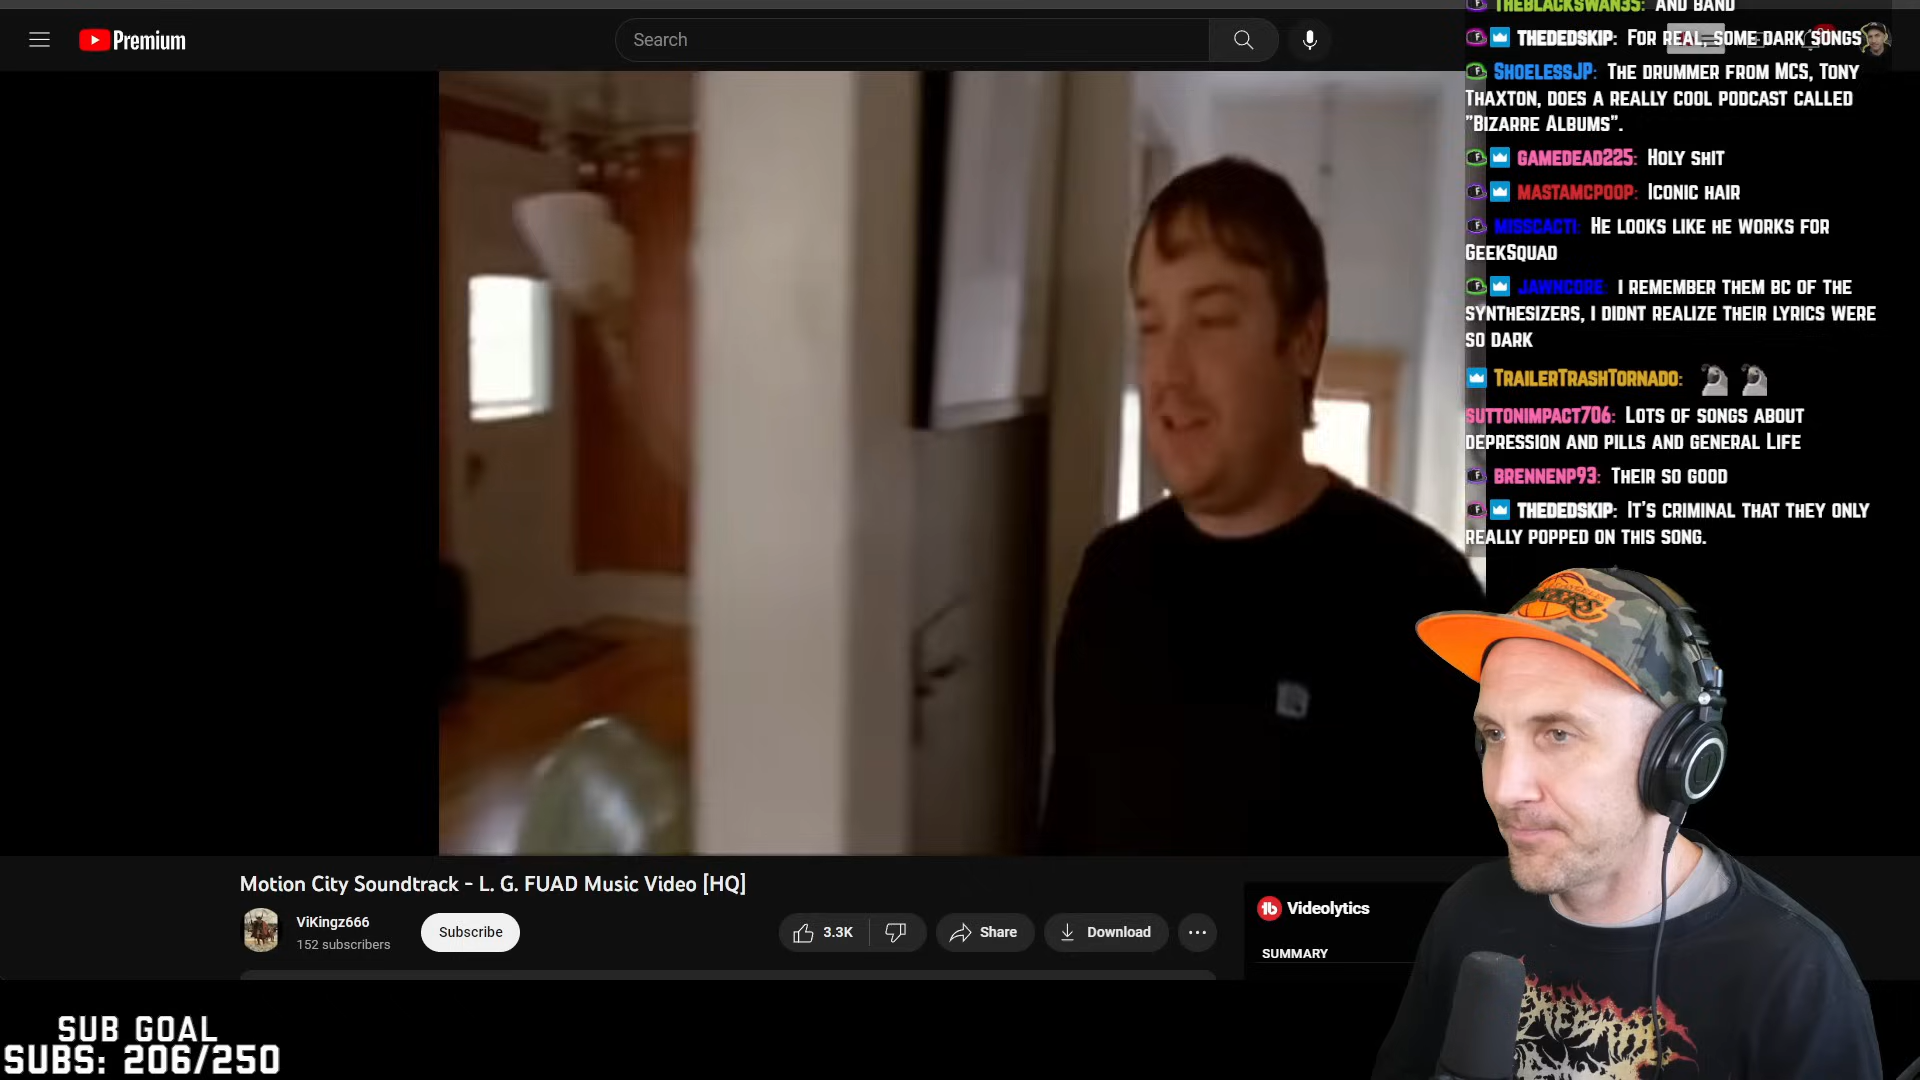 Premium
Search
THEBLACKSWAN35: AND BAND
THEDEDSKIP: FOR REAL, SOME DARK SONGS
SHOELESSJP: THE DRUMMER FROM MCS, TONY
THAXTON, DOES A REALLY COOL PODCAST CALLED
"BIZARRE ALBUMS".
GAMEDEAD225: HOLY SHIT
MASTAMCPOOP: ICONIC HAIR
MISSCACTI: HE LOOKS LIKE HE WORKS FOR
GEEKSQUAD
JAWNCORE: I REMEMBER THEM BC OF THE
SYNTHESIZERS, I DIDNT REALIZE THEIR LYRICS WERE
SO DARK
TRAILERTRASHTORNADO:
SUTTONIMPACT706: LOTS OF SONGS ABOUT
DEPRESSION AND PILLS AND GENERAL LIFE
BRENNENP93: THEIR SO GOOD
THEDEDSKIP: IT'S CRIMINAL THAT THEY ONLY
REALLY POPPED ON THIS SONG.
Motion City Soundtrack - L. G. FUAD Music Video [HQ]
ViKingz666
152 subscribers
Subscribe
3.3K
Share
Download
Videolytics
SUMMARY
SUB GOAL
SUBS: 206/250